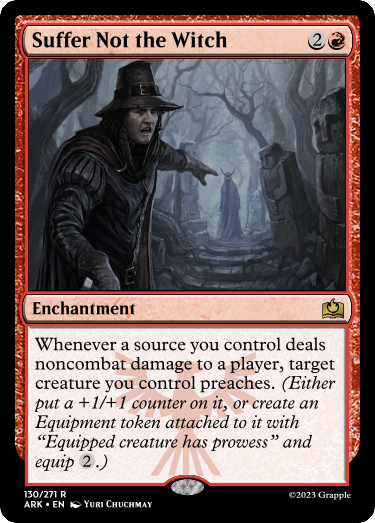 Suffer Not the Witch 2
Enchantment
Whenever a source you control deals
noncombat damage to a player, target
creature you control preaches. (Either
put a +1/+1 counter on it, or create an
Equipment token attached to it with
“Equipped creature has prowess” and
equip 2.)
130/271 R
ARK • EN Yuri Chuchmay
©2023 Grapple